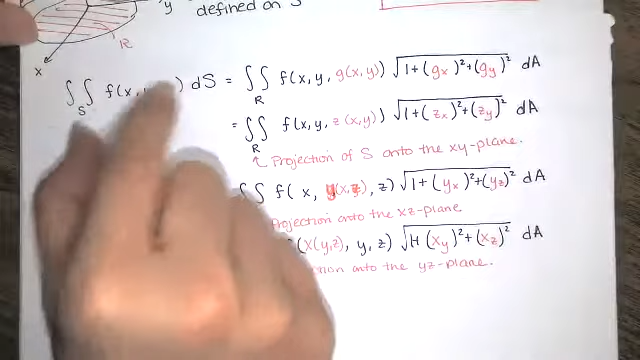 y defined on S
R
x
∫∫ f(x, y ) dS = ∫∫ f(x, y, g(x,y)) √1+(gx)²+(gy)² dA
S R
= ∫∫ f(x, y, z(x,y)) √1+(zx)²+(zy)² dA
R
Projection of S onto the xy-plane.
∫∫ f( x, y(x,z), z) √1+(yx)²+(yz)² dA
rojection onto the xz-plane
(x(y,z), y, z) √1+(xy)²+(xz)² dA
onto the yz-plane.